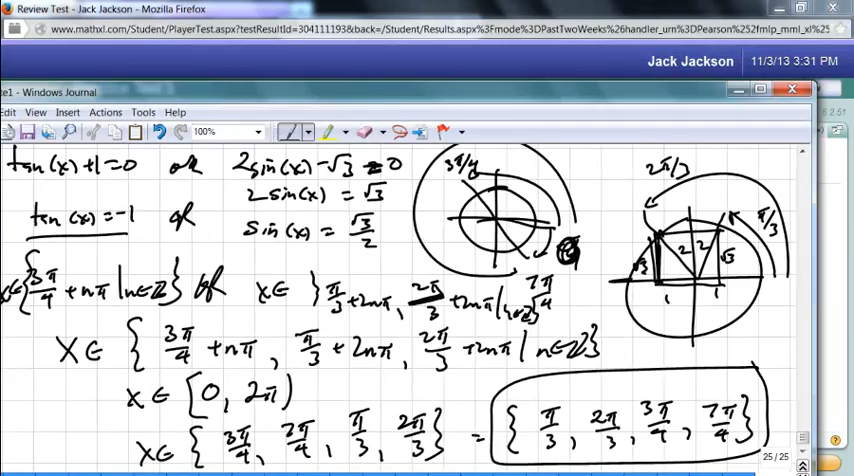 Review Test - Jack Jackson - Mozilla Firefox
www.mathxl.com/Student/PlayerTest.aspx?testResultId=304111193&back=/Student/Results.aspx%3Fmode%3DPastTwoWeeks%26handler_urn%3DPearson%252fmlp_mml_xl%25
Jack Jackson 11/3/13 3:31 PM
te1 - Windows Journal
Edit View Insert Actions Tools Help
100%
tan(x)+1=0 or 2sin(x)-√3=0
2sin(x) = √3
tan(x)=-1 or sin(x) = √3/2
3π/4
7π/4
2π/3
π/3
√3 2 2 √3
1 1
x∈{3π/4 + nπ | n∈ℤ} or x∈ } π/3 + 2nπ, 2π/3 + 2nπ | n∈ℤ}
x∈ { 3π/4 + nπ, π/3 + 2nπ, 2π/3 + 2nπ | n∈ℤ}
x∈ [0, 2π)
x∈ { 3π/4, 7π/4, π/3, 2π/3 } = { π/3, 2π/3, 3π/4, 7π/4 }
25 / 25